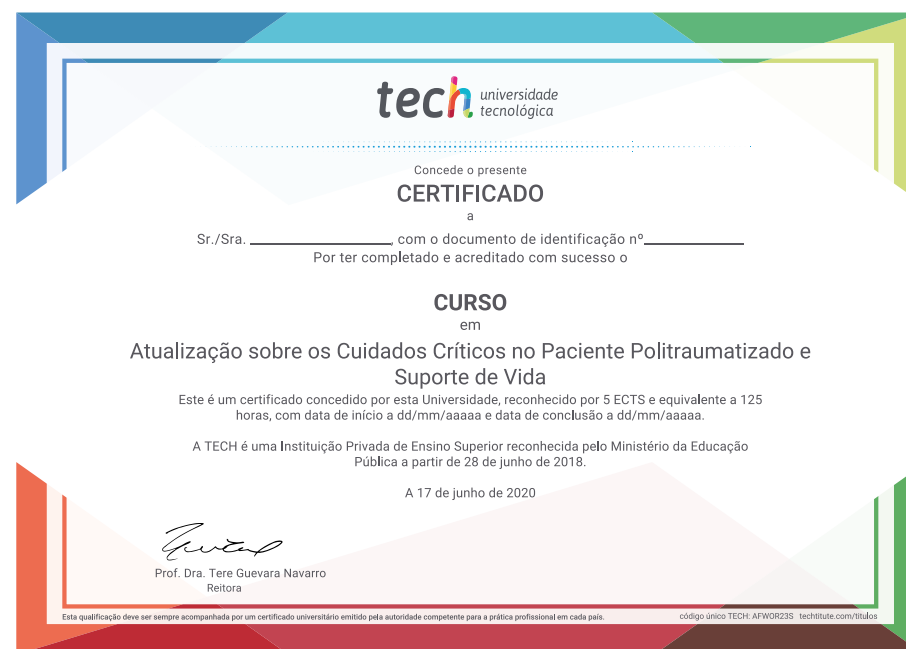 tech universidade
tecnológica
Concede o presente
CERTIFICADO
a
Sr./Sra. ____________________, com o documento de identificação nº______________
Por ter completado e acreditado com sucesso o
CURSO
em
Atualização sobre os Cuidados Críticos no Paciente Politraumatizado e
Suporte de Vida
Este é um certificado concedido por esta Universidade, reconhecido por 5 ECTS e equivalente a 125
horas, com data de início a dd/mm/aaaaa e data de conclusão a dd/mm/aaaaa.
A TECH é uma Instituição Privada de Ensino Superior reconhecida pelo Ministério da Educação
Pública a partir de 28 de junho de 2018.
A 17 de junho de 2020
Prof. Dra. Tere Guevara Navarro
Reitora
Esta qualificação deve ser sempre acompanhada por um certificado universitário emitido pela autoridade competente para a prática profissional em cada país. código único TECH: AFWOR23S techtitute.com/titulos